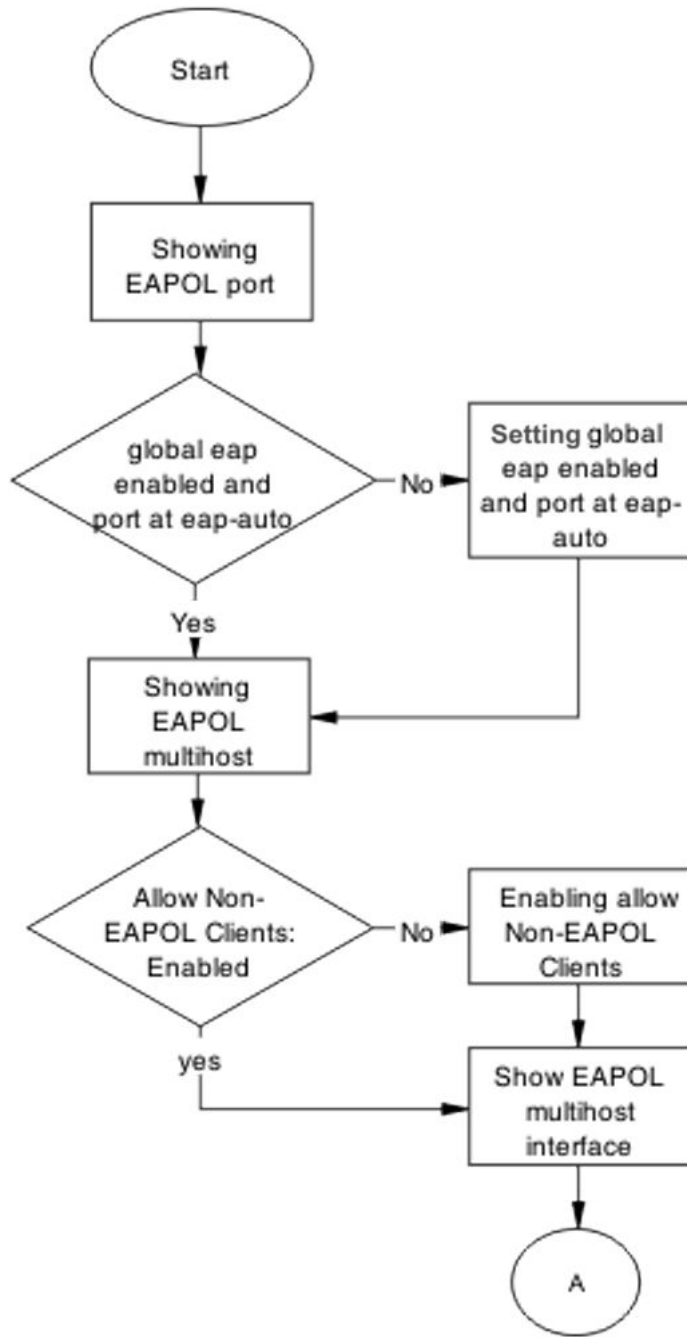 Start
Showing
EAPOL port
global eap
enabled and
port at eap-auto
No
Setting global
eap enabled
and port at eap-
auto
Yes
Showing
EAPOL
multihost
Allow Non-
EAPOL Clients:
Enabled
No
Enabling allow
Non-EAPOL
Clients
yes
Show EAPOL
multihost
interface
A